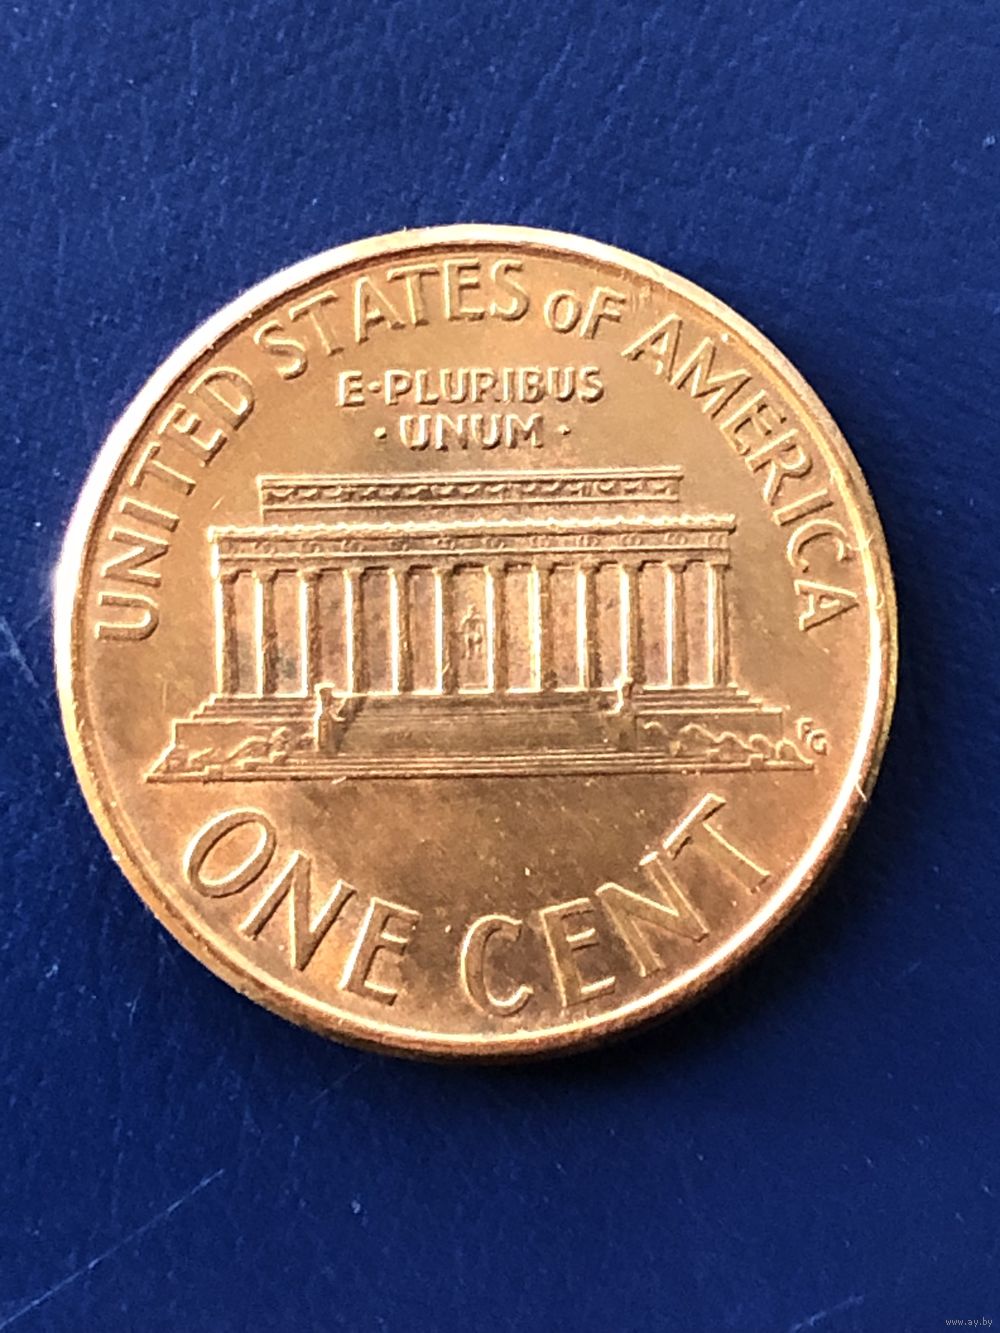 UNITED STATES OF AMERICA
E·PLURIBUS
·UNUM·
FG
ONE CENT
www.ay.by